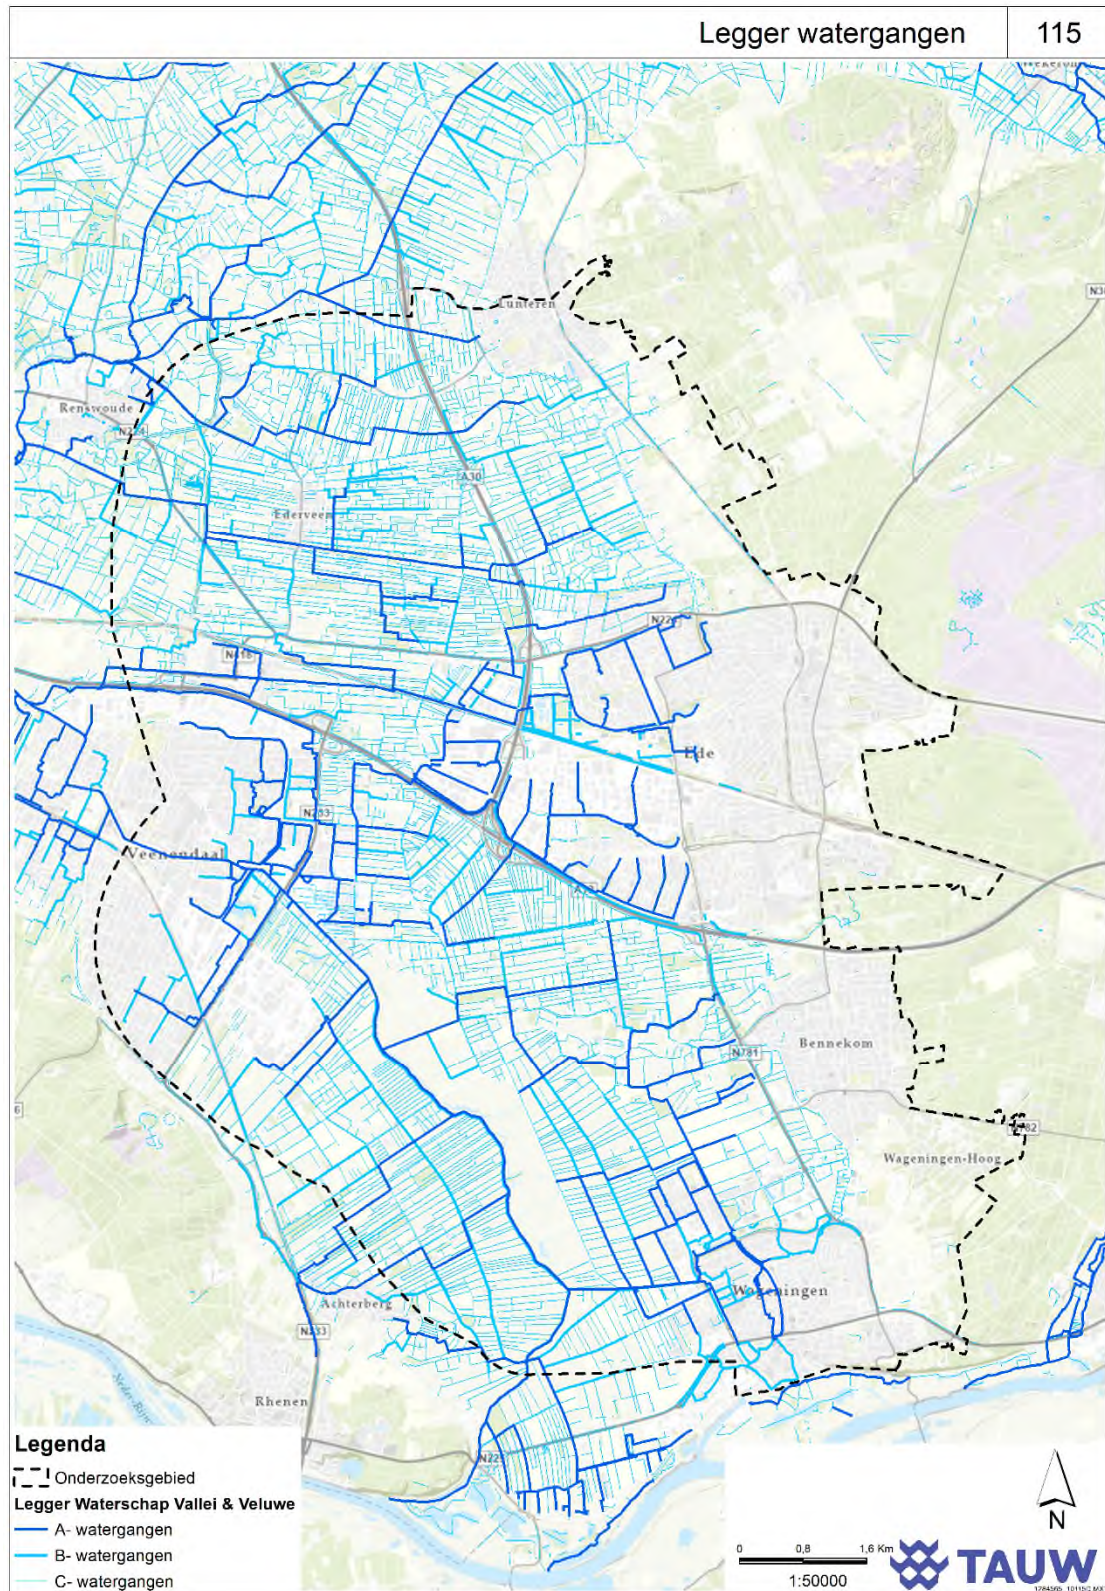 Legger watergangen 115
Lunteren
Renswoude
N224
A30
Ederveen
N224
N418
Ede
N233
Veenendaal
Bennekom
N781
N782
Wageningen-Hoog
Wageningen
Achterberg
N233
Rhenen
N225
Legenda
Onderzoeksgebied
Legger Waterschap Vallei & Veluwe
A- watergangen
B- watergangen
C- watergangen
0 0,8 1,6 Km
1:50000
N
TAUW